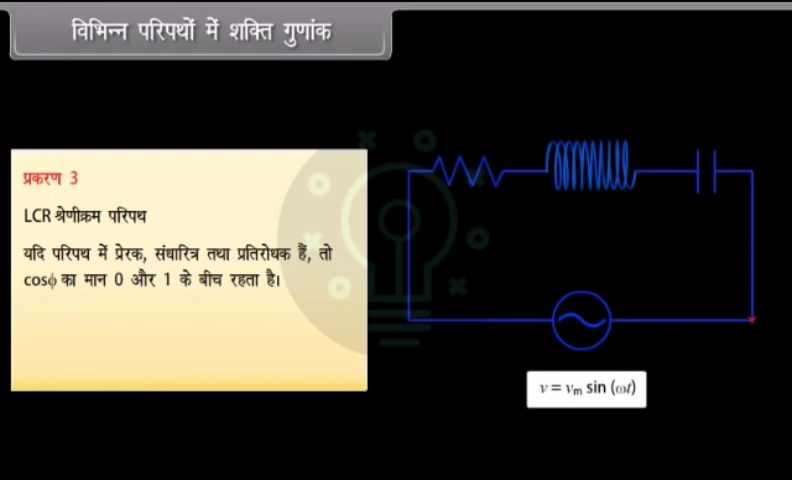 विभिन्न परिपथों में शक्ति गुणांक
प्रकरण 3
LCR श्रेणीक्रम परिपथ
यदि परिपथ में प्रेरक, संधारित्र तथा प्रतिरोधक हैं, तो
cosϕ का मान 0 और 1 के बीच रहता है।
v = vₘ sin (ωt)